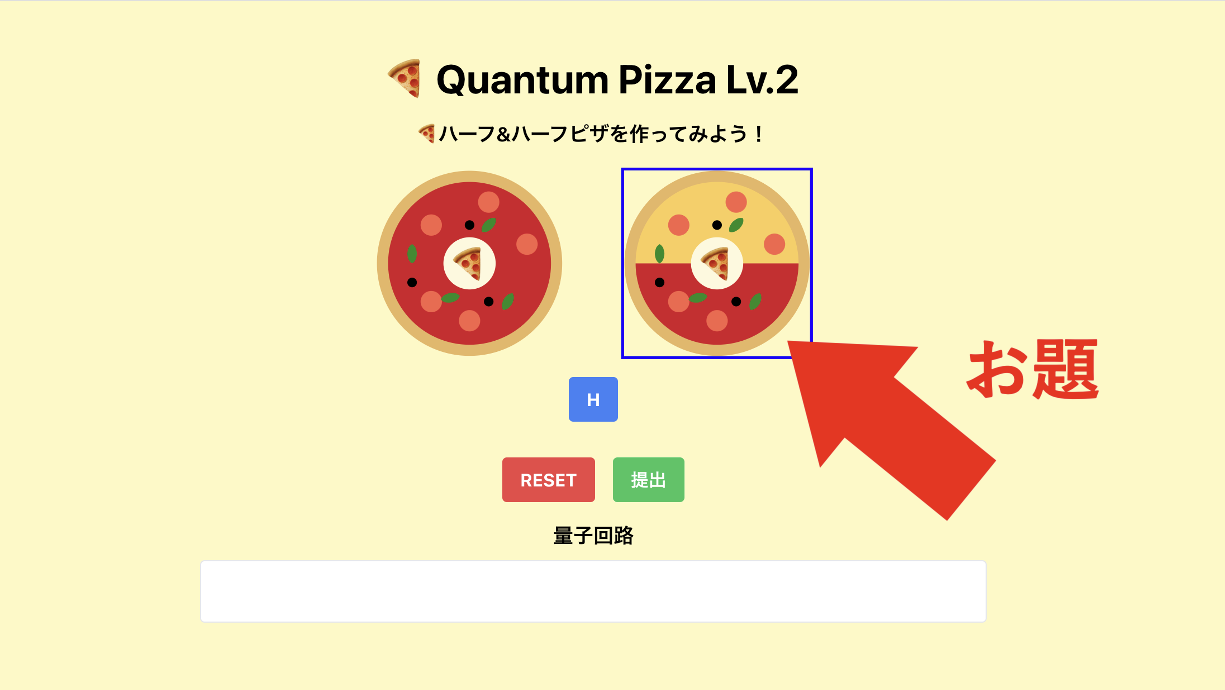 Quantum Pizza Lv.2
ハーフ&ハーフピザを作ってみよう！
お題
H
RESET
提出
量子回路